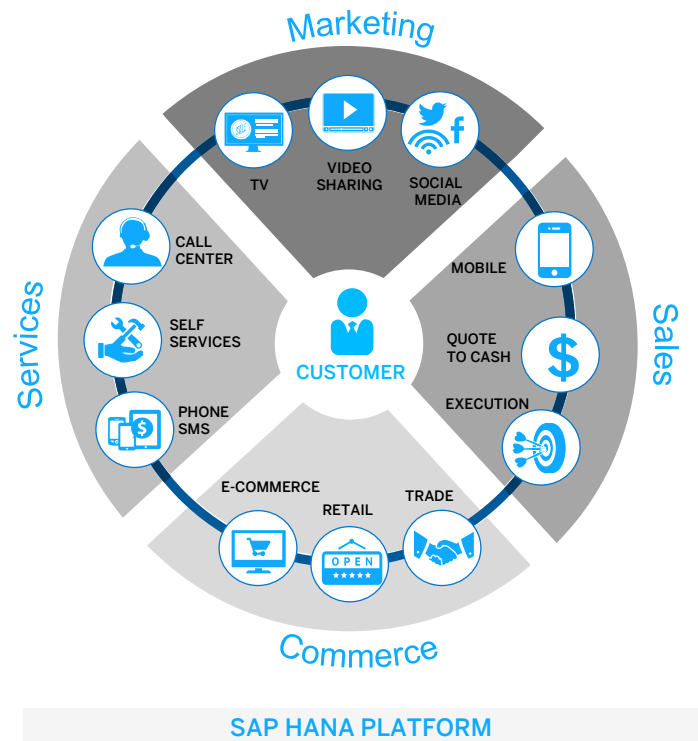 Marketing
TV
VIDEO
SHARING
SOCIAL
MEDIA
f
Services
CALL
CENTER
SELF
SERVICES
PHONE
SMS
$
CUSTOMER
Sales
MOBILE
QUOTE
TO CASH
$
EXECUTION
E-COMMERCE
RETAIL
OPEN
TRADE
Commerce
SAP HANA PLATFORM